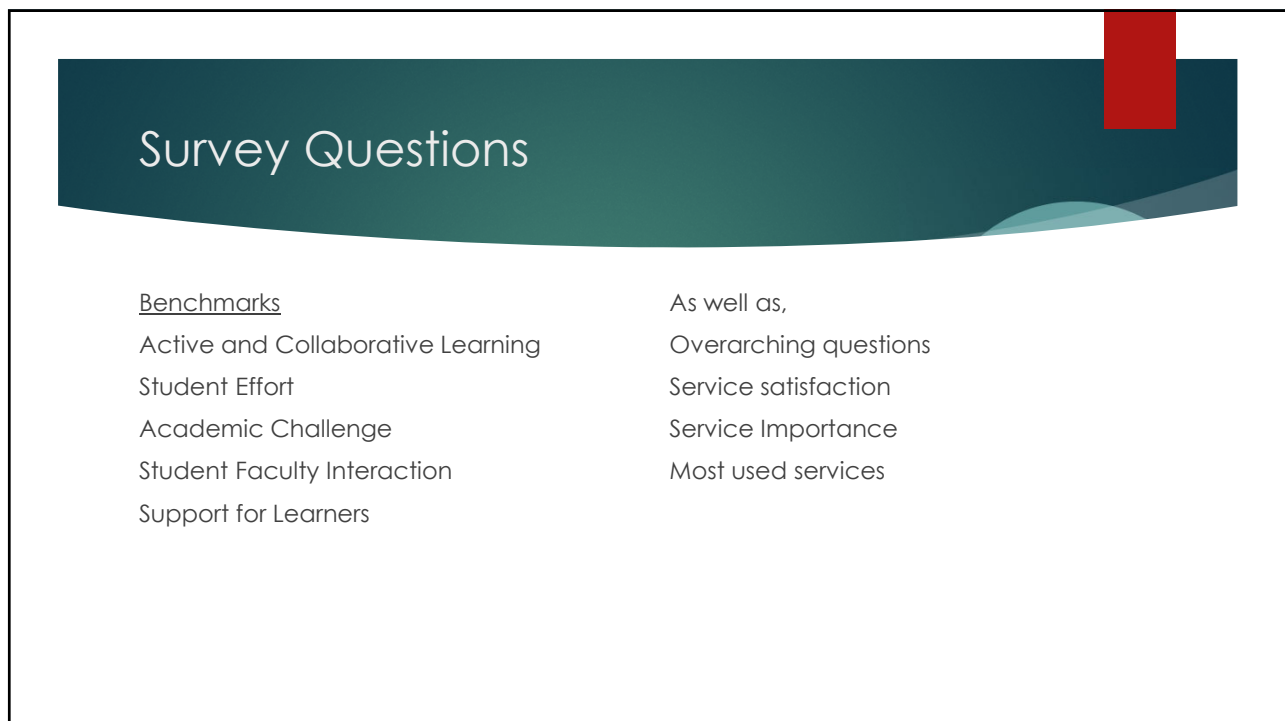 Survey Questions
Benchmarks
Active and Collaborative Learning
Student Effort
Academic Challenge
Student Faculty Interaction
Support for Learners
As well as,
Overarching questions
Service satisfaction
Service Importance
Most used services